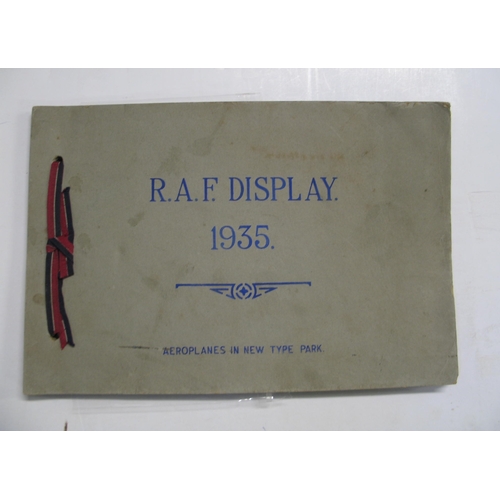 R.A.F. DISPLAY.
1935.
AEROPLANES IN NEW TYPE PARK.